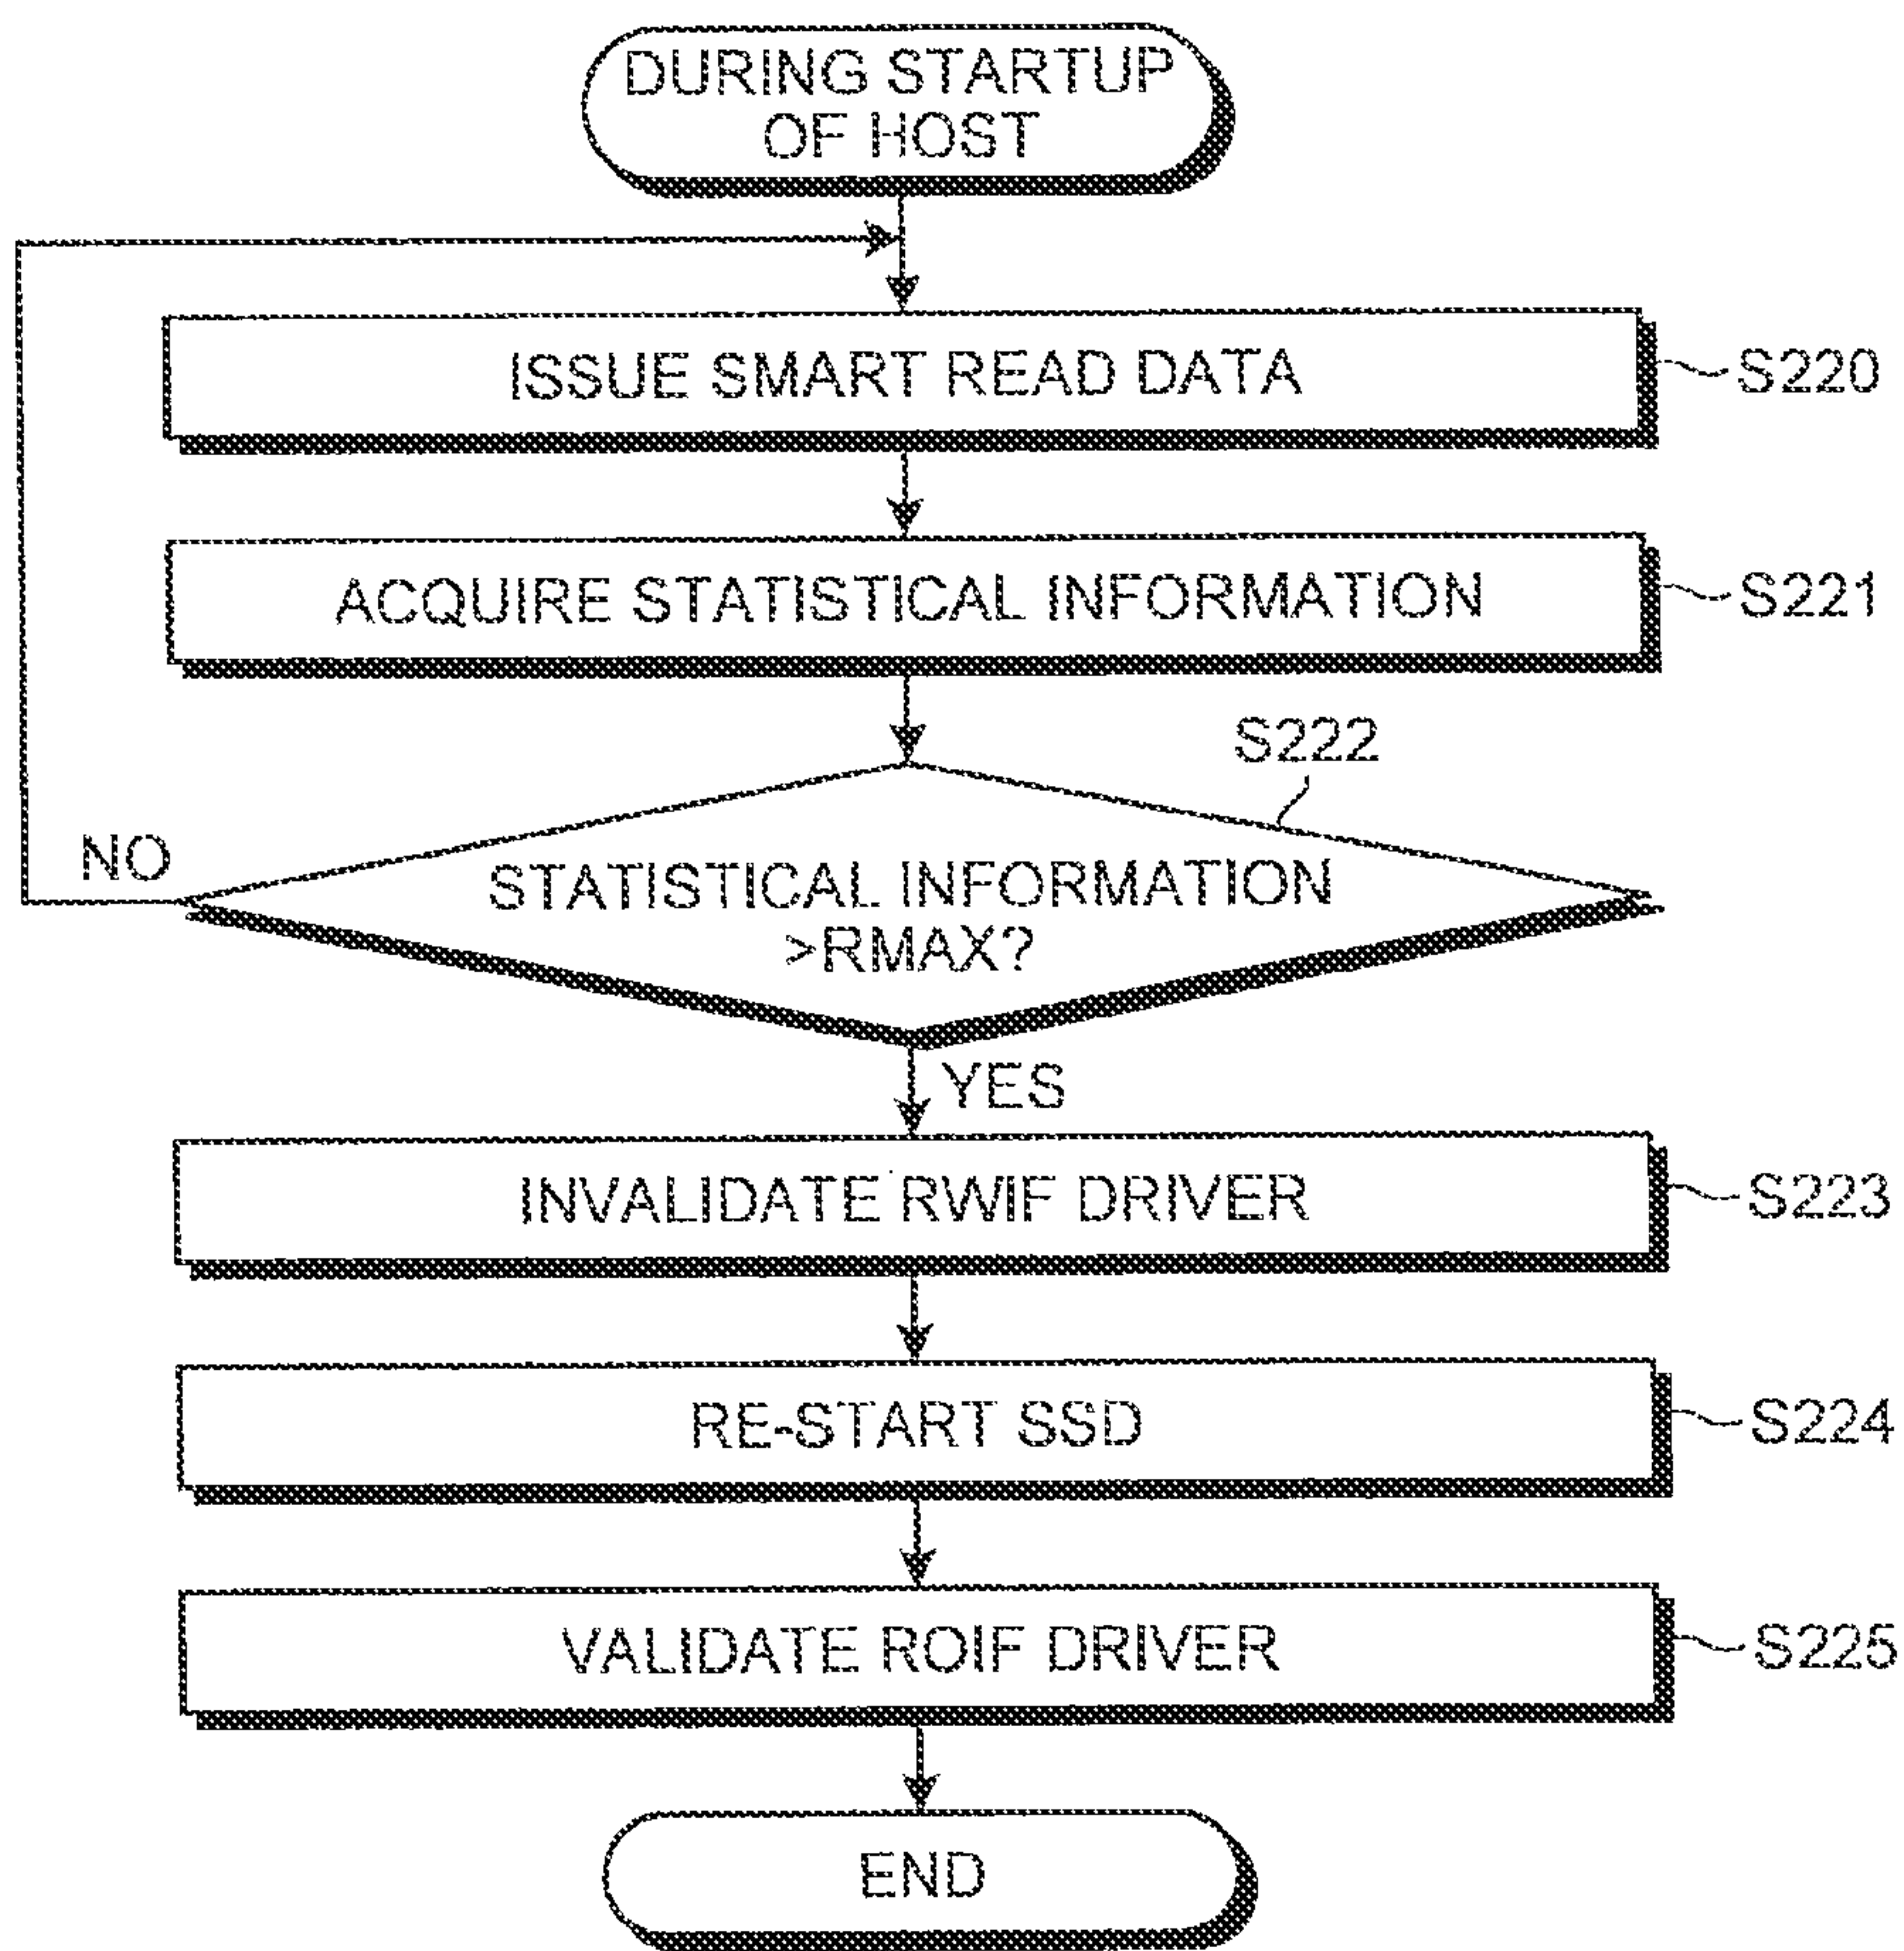 DURING STARTUP
OF HOST
ISSUE SMART READ DATA
S220
ACQUIRE STATISTICAL INFORMATION
S221
S222
NO
STATISTICAL INFORMATION
>RMAX?
YES
INVALIDATE RWIF DRIVER
S223
RE-START SSD
S224
VALIDATE ROIF DRIVER
S225
END